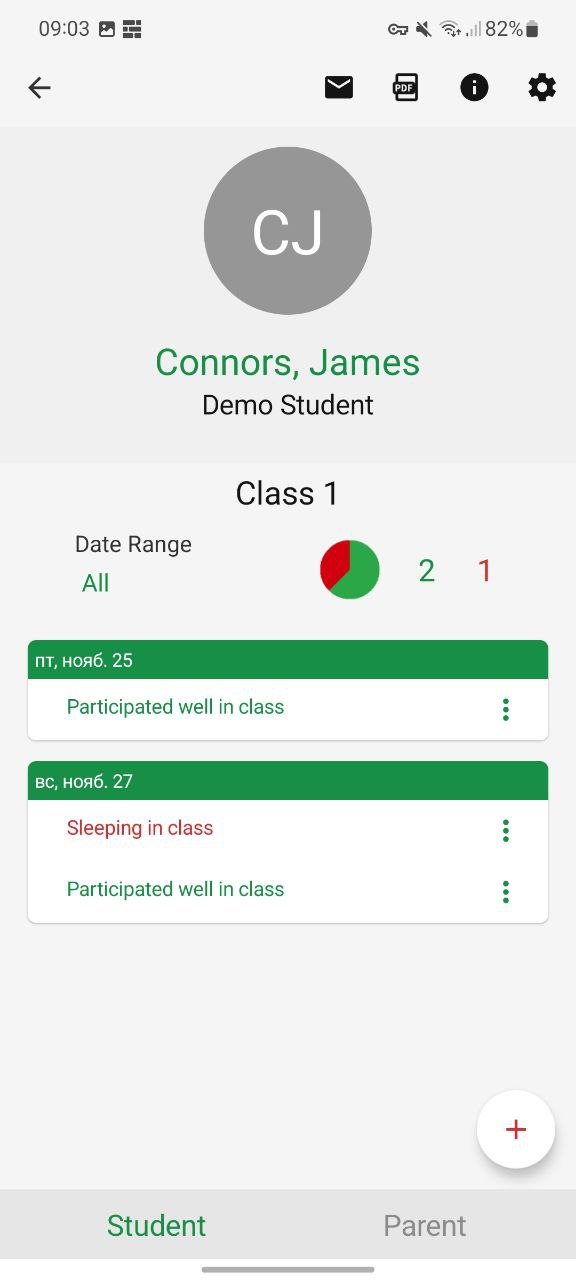 09:03 82%
PDF
CJ
Connors, James
Demo Student
Class 1
Date Range
All
2 1
пт, нояб. 25
Participated well in class
вс, нояб. 27
Sleeping in class
Participated well in class
+
Student Parent